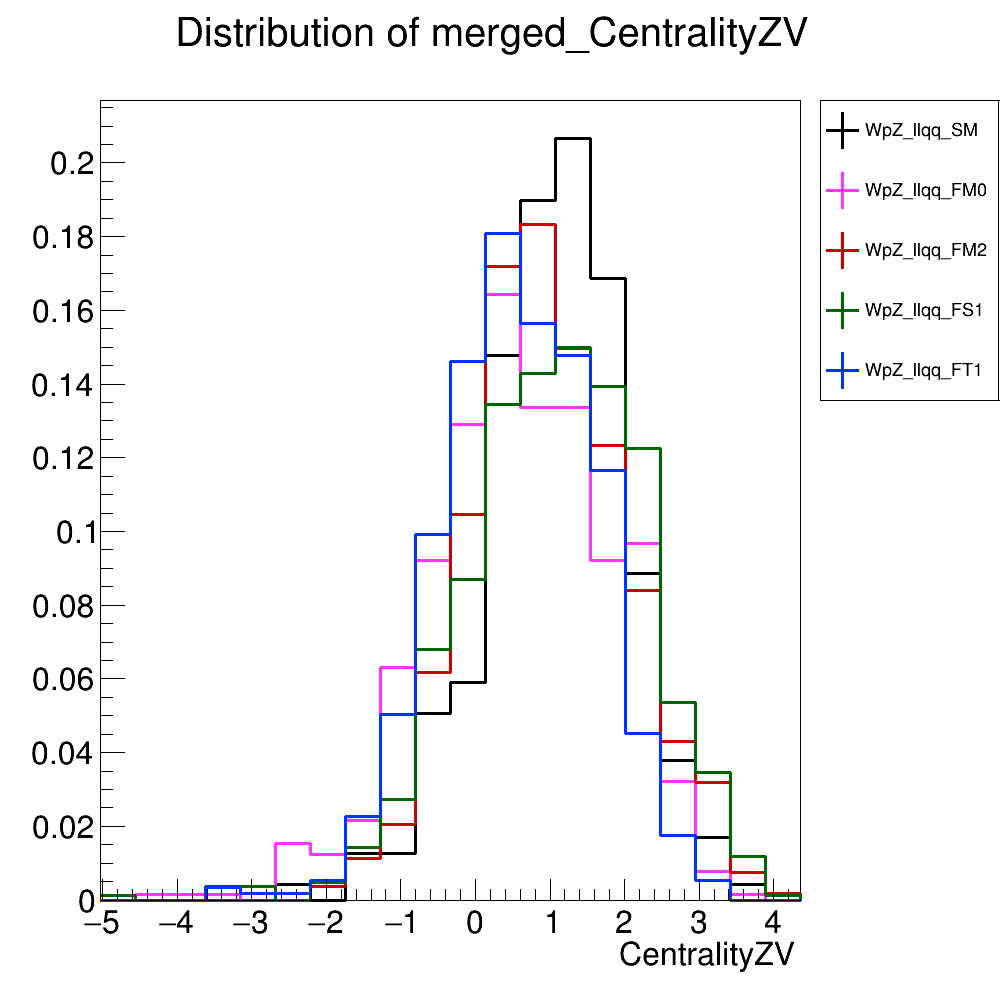 Distribution of merged_CentralityZV
WpZ_llqq_SM
WpZ_llqq_FM0
WpZ_llqq_FM2
WpZ_llqq_FS1
WpZ_llqq_FT1
0.2
0.18
0.16
0.14
0.12
0.1
0.08
0.06
0.04
0.02
0
−5 −4 −3 −2 −1 0 1 2 3 4
CentralityZV